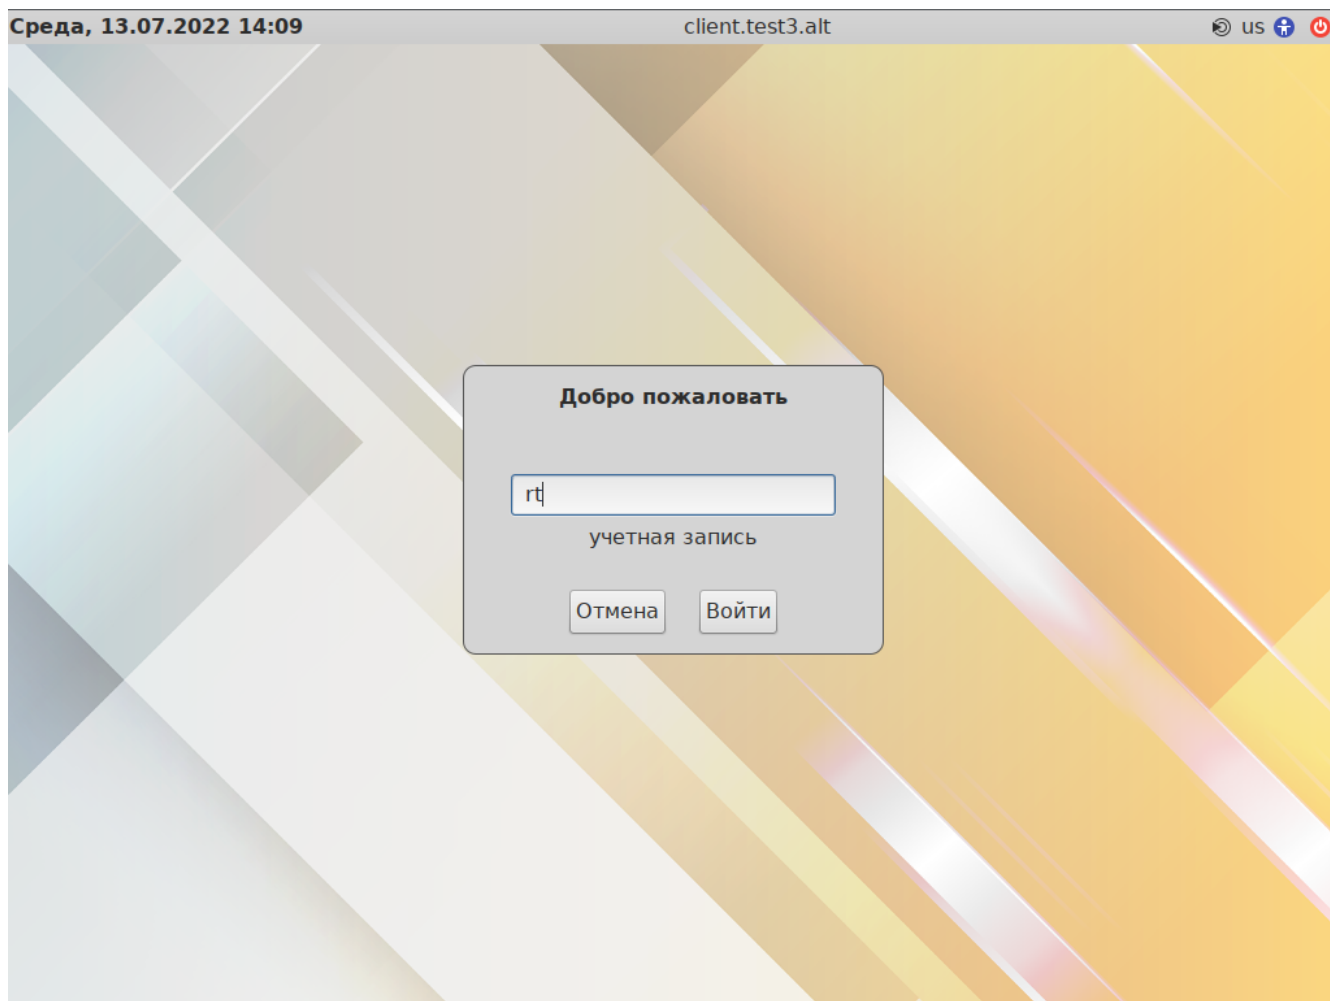 Среда, 13.07.2022 14:09 client.test3.alt us
Добро пожаловать
rt
учетная запись
Отмена Войти